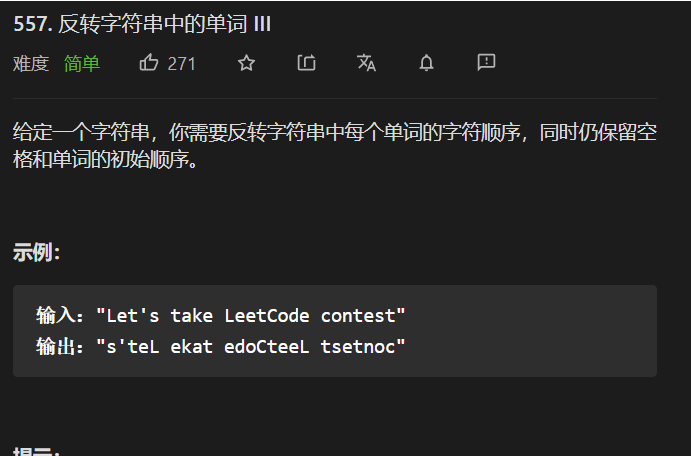 557. 反转字符串中的单词 III
难度 简单 271
给定一个字符串，你需要反转字符串中每个单词的字符顺序，同时仍保留空
格和单词的初始顺序。
示例：
输入："Let's take LeetCode contest"
输出："s'teL ekat edoCteeL tsetnoc"